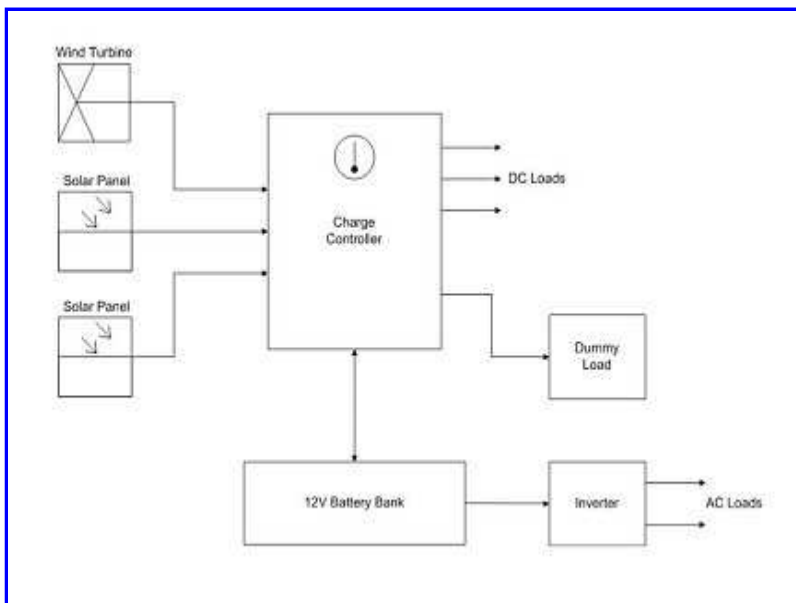 Wind Turbine
Solar Panel
Solar Panel
Charge
Controller
DC Loads
Dummy
Load
12V Battery Bank
Inverter
AC Loads